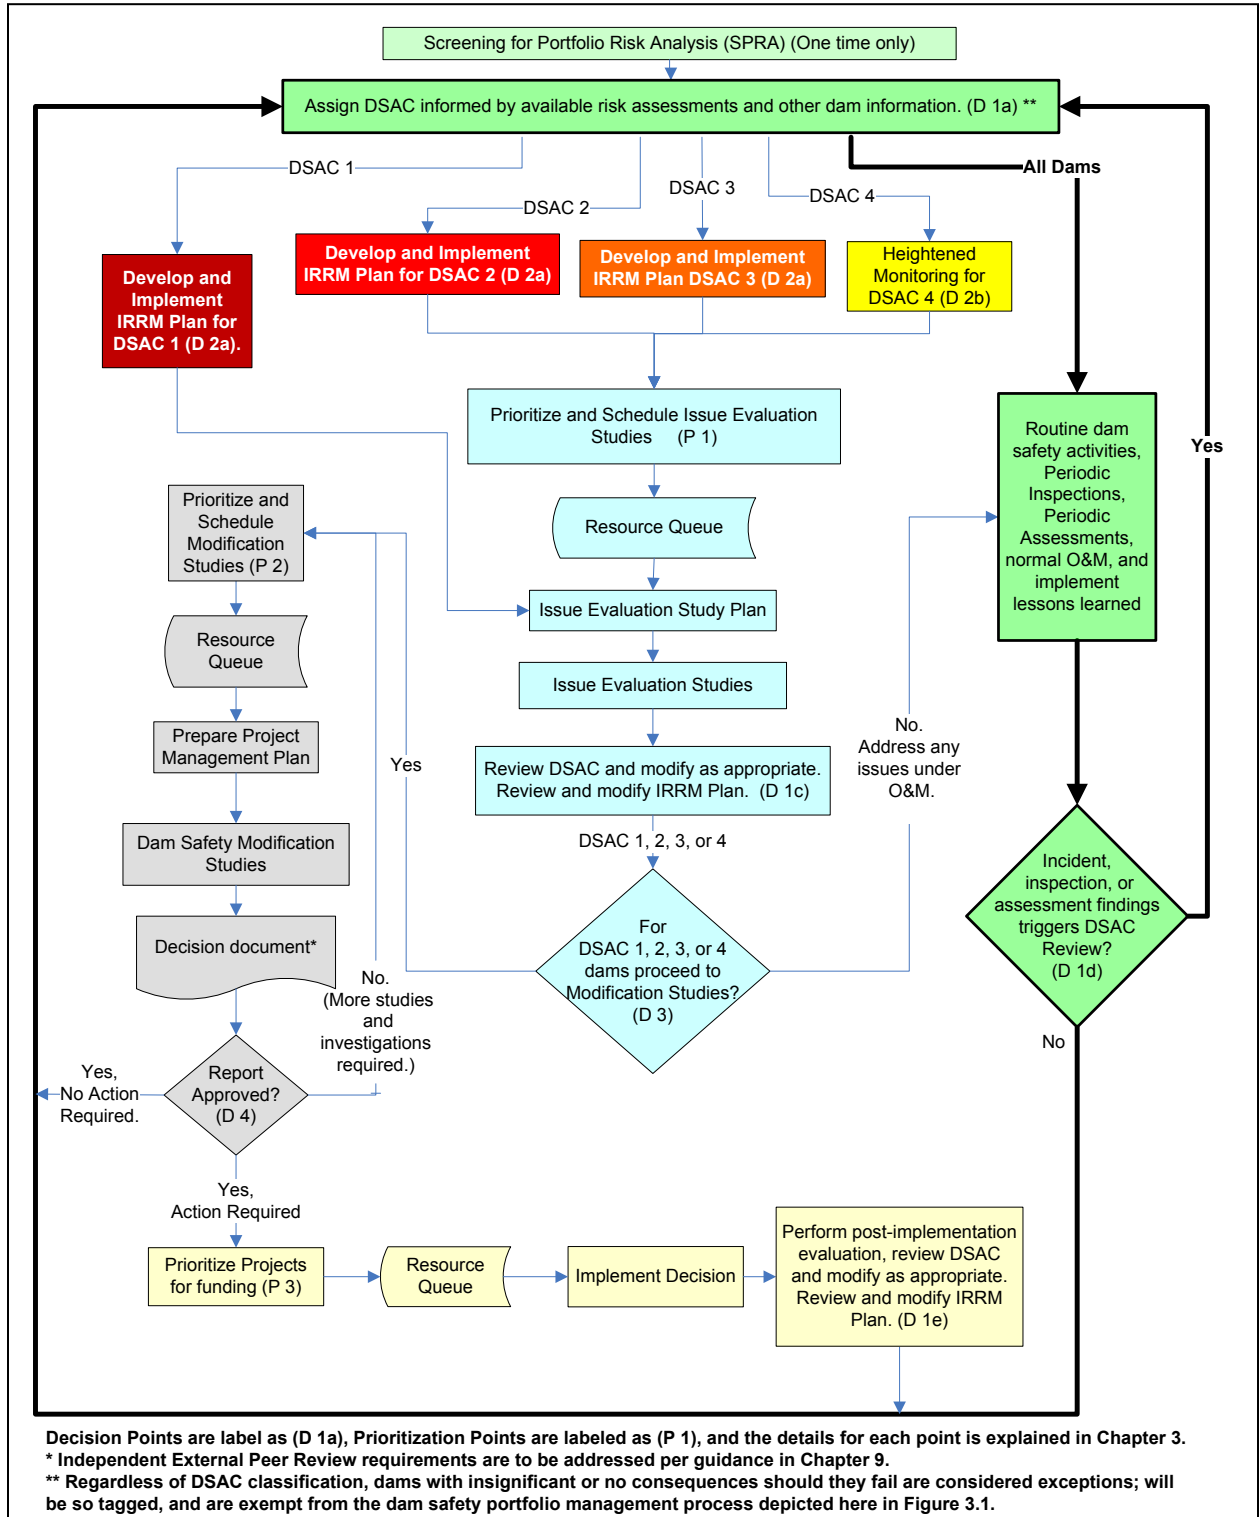 Screening for Portfolio Risk Analysis (SPRA) (One time only)
Assign DSAC informed by available risk assessments and other dam information. (D 1a) **
DSAC 1
All Dams
DSAC 2
DSAC 3
DSAC 4
Develop and
Implement
IRRM Plan for
DSAC 1 (D 2a).
Develop and Implement
IRRM Plan for DSAC 2 (D 2a)
Develop and Implement
IRRM Plan DSAC 3 (D 2a)
Heightened
Monitoring for
DSAC 4 (D 2b)
Prioritize and Schedule Issue Evaluation
Studies (P 1)
Resource Queue
Issue Evaluation Study Plan
Issue Evaluation Studies
Review DSAC and modify as appropriate.
Review and modify IRRM Plan. (D 1c)
DSAC 1, 2, 3, or 4
For
DSAC 1, 2, 3, or 4
dams proceed to
Modification Studies?
(D 3)
Yes
No.
Address any
issues under
O&M.
Routine dam
safety activities,
Periodic
Inspections,
Periodic
Assessments,
normal O&M, and
implement
lessons learned
Yes
Incident,
inspection, or
assessment findings
triggers DSAC
Review?
(D 1d)
No
Prioritize and
Schedule
Modification
Studies (P 2)
Resource
Queue
Prepare Project
Management Plan
Dam Safety Modification
Studies
Decision document*
No.
(More studies
and
investigations
required.)
Report
Approved?
(D 4)
Yes,
No Action
Required.
Yes,
Action Required
Prioritize Projects
for funding (P 3)
Resource
Queue
Implement Decision
Perform post-implementation
evaluation, review DSAC
and modify as appropriate.
Review and modify IRRM
Plan. (D 1e)
Decision Points are label as (D 1a), Prioritization Points are labeled as (P 1), and the details for each point is explained in Chapter 3.
* Independent External Peer Review requirements are to be addressed per guidance in Chapter 9.
** Regardless of DSAC classification, dams with insignificant or no consequences should they fail are considered exceptions; will
be so tagged, and are exempt from the dam safety portfolio management process depicted here in Figure 3.1.